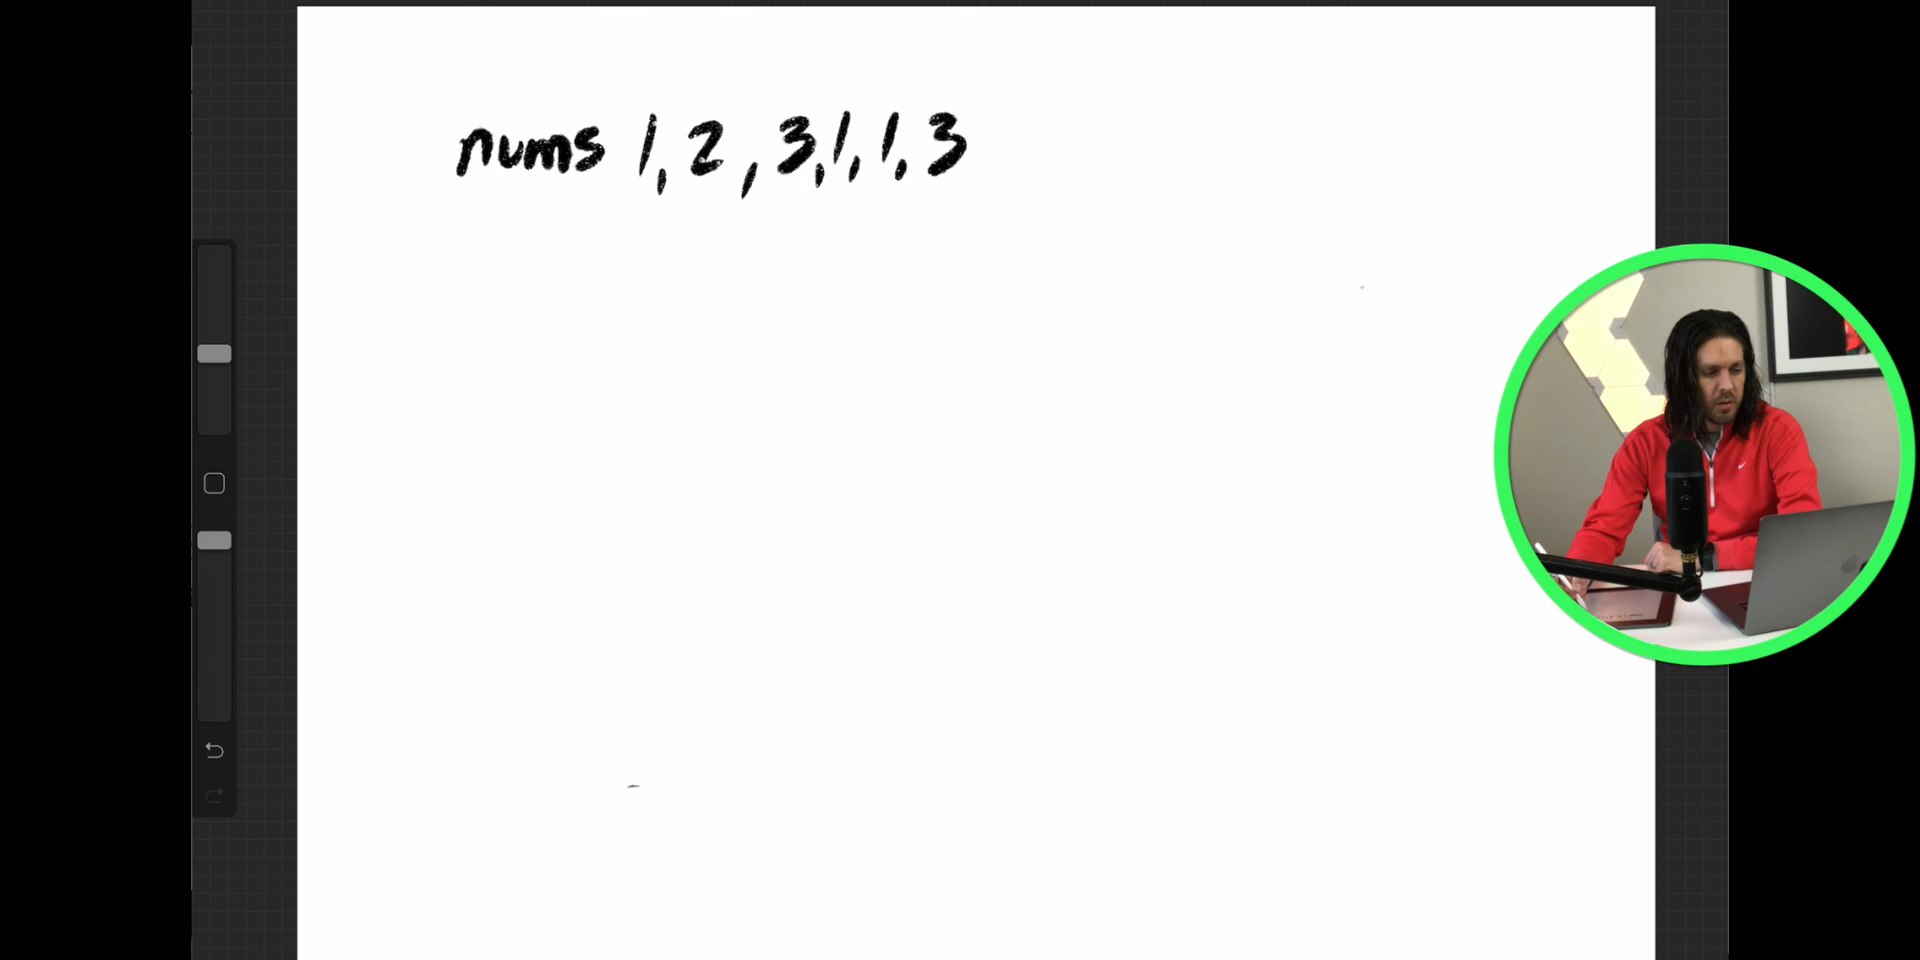 nums 1, 2, 3, 1, 1, 3